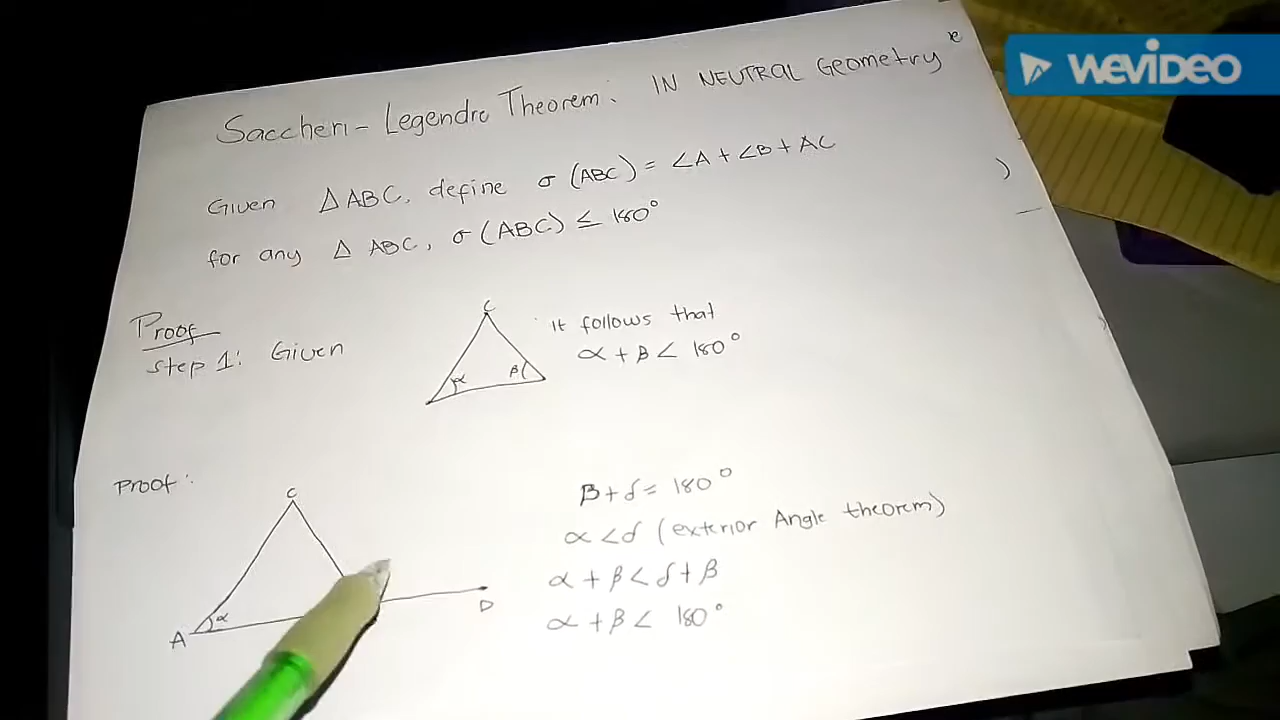 Saccheri - Legendre Theorem: IN NEUTRAL Geometry
WEVIDEO
Given △ABC, define σ (ABC) = ∠A + ∠B + AC
for any △ ABC, σ (ABC) ≤ 180°
Proof
Step 1: Given
C
α
β
It follows that
α + β < 180°
Proof:
C
A
α
D
β + δ = 180°
α < δ (exterior Angle theorem)
α + β < δ + β
α + β < 180°